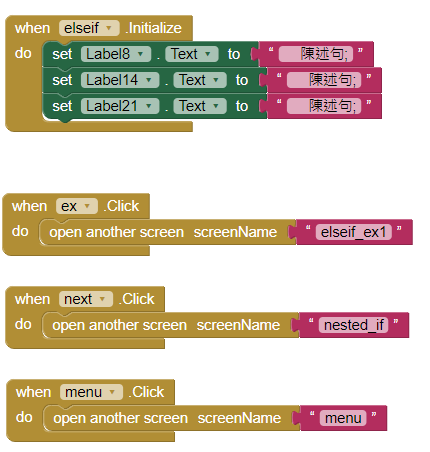 when elseif .Initialize
do set Label8 . Text to “ 陳述句; ”
set Label14 . Text to “ 陳述句; ”
set Label21 . Text to “ 陳述句; ”
when ex .Click
do open another screen screenName “ elseif_ex1 ”
when next .Click
do open another screen screenName “ nested_if ”
when menu .Click
do open another screen screenName “ menu ”